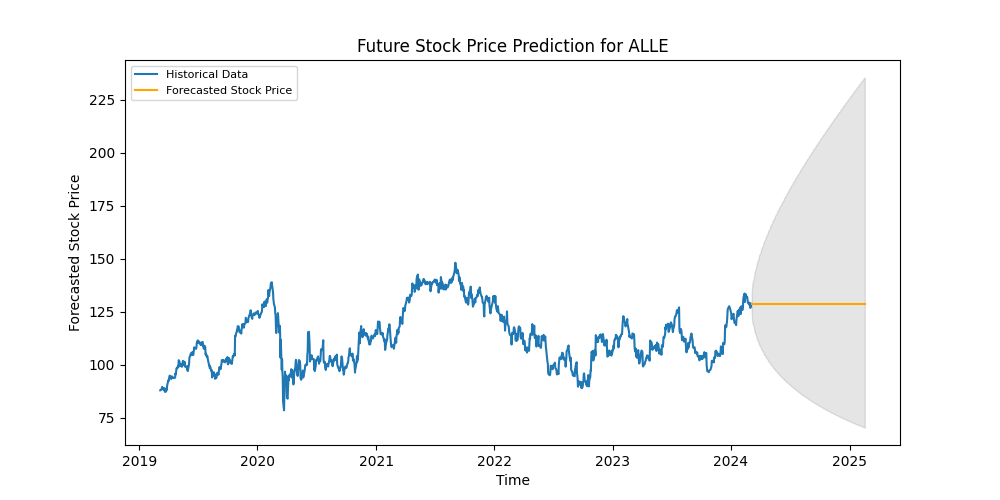 Future Stock Price Prediction for ALLE
Historical Data
Forecasted Stock Price
225
200
175
150
125
100
75
Forecasted Stock Price
2019 2020 2021 2022 2023 2024 2025
Time